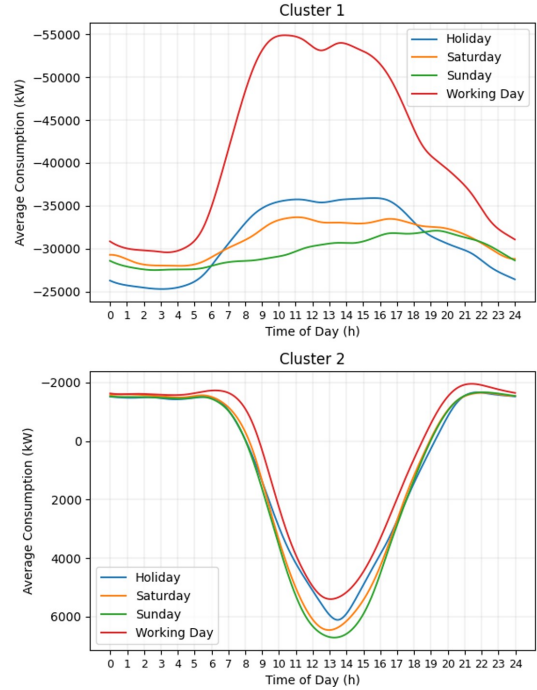 Cluster 1
Average Consumption (kW)
−55000
−50000
−45000
−40000
−35000
−30000
−25000
Holiday
Saturday
Sunday
Working Day
0 1 2 3 4 5 6 7 8 9 10 11 12 13 14 15 16 17 18 19 20 21 22 23 24
Time of Day (h)
Cluster 2
Average Consumption (kW)
−2000
0
2000
4000
6000
Holiday
Saturday
Sunday
Working Day
0 1 2 3 4 5 6 7 8 9 10 11 12 13 14 15 16 17 18 19 20 21 22 23 24
Time of Day (h)